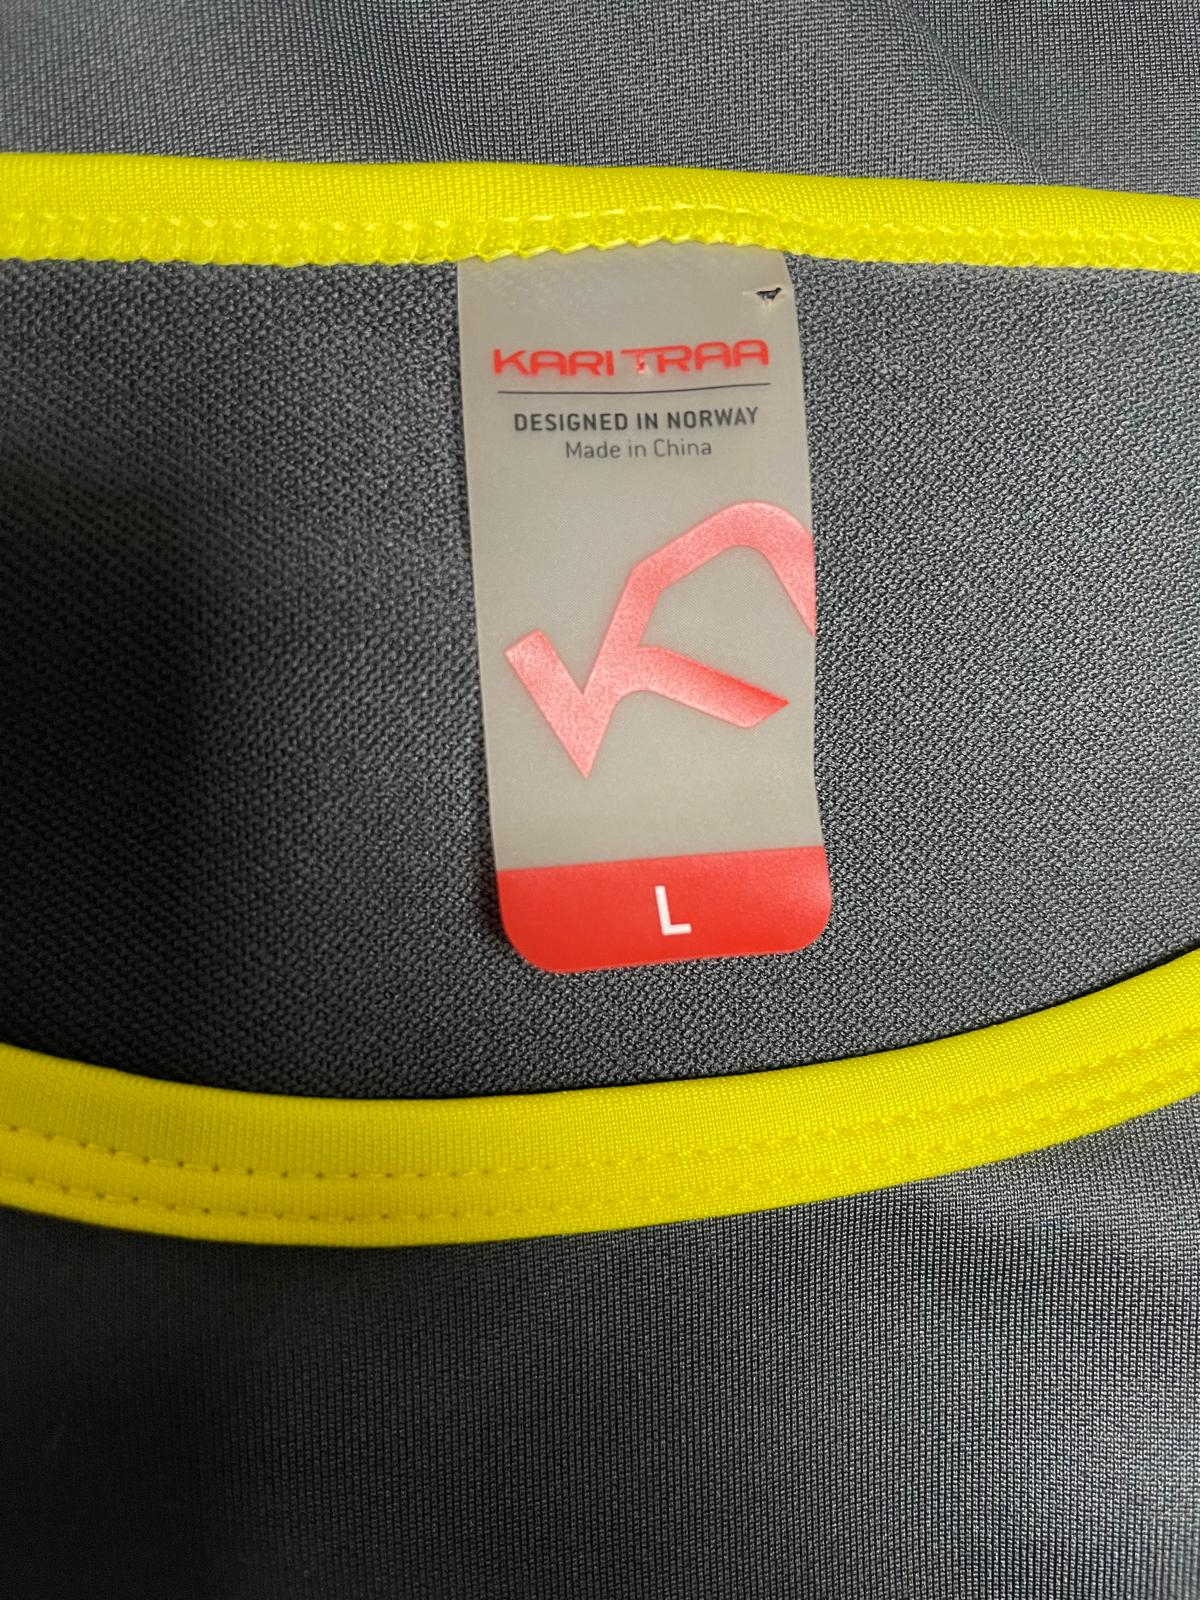 KARI TRAA
DESIGNED IN NORWAY
Made in China
L